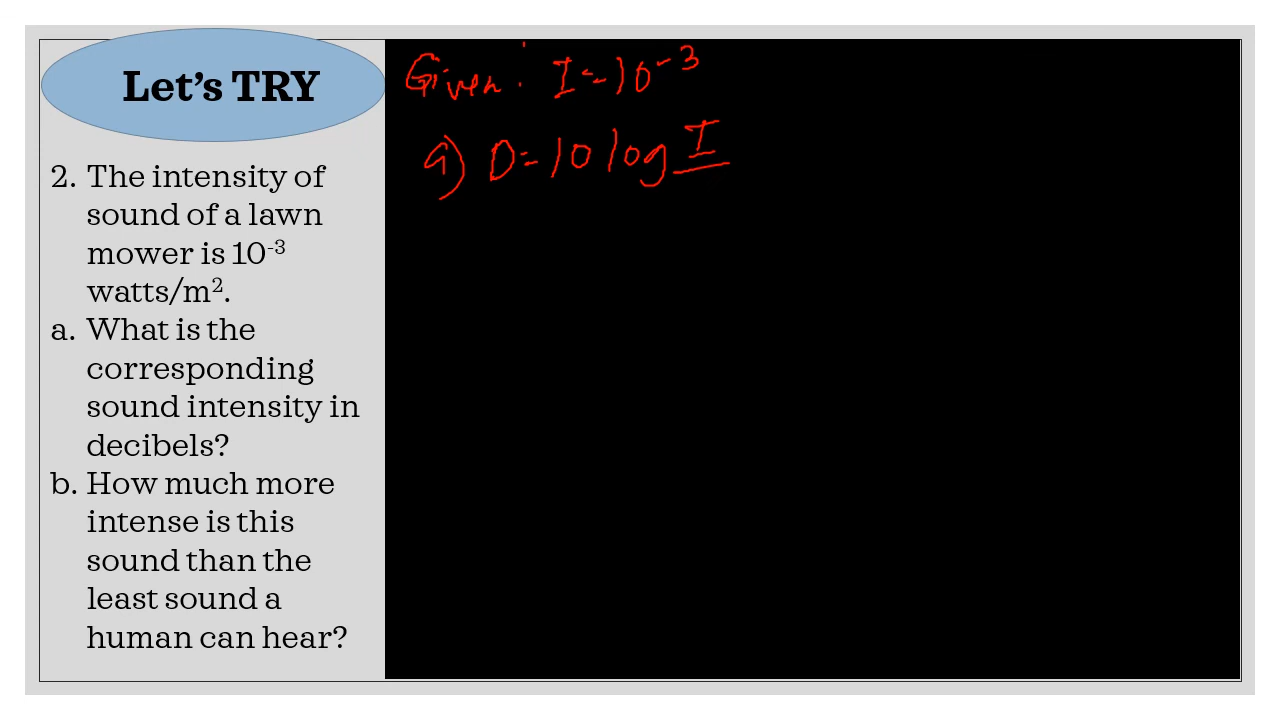 Let's TRY
2. The intensity of
sound of a lawn
mower is 10⁻³
watts/m².
a. What is the
corresponding
sound intensity in
decibels?
b. How much more
intense is this
sound than the
least sound a
human can hear?
Given: I = 10⁻³
a) D = 10 log I